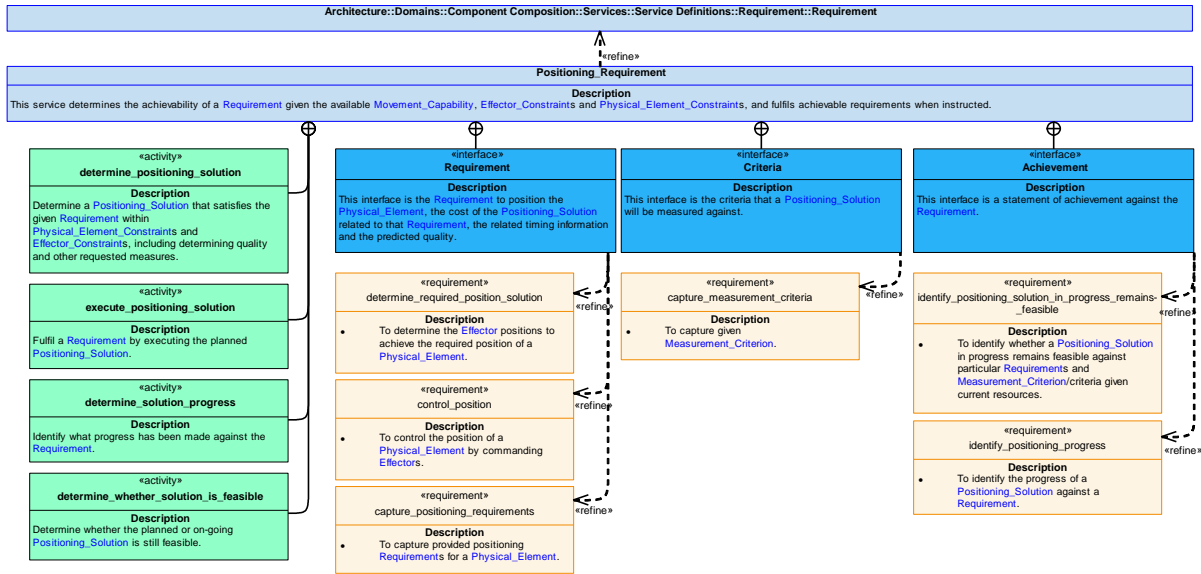 Architecture::Domains::Component Composition::Services::Service Definitions::Requirement::Requirement
«refine»
Positioning_Requirement
Description
This service determines the achievability of a Requirement given the available Movement_Capability, Effector_Constraints and Physical_Element_Constraints, and fulfils achievable requirements when instructed.
«activity»
determine_positioning_solution
Description
Determine a Positioning_Solution that satisfies the
given Requirement within
Physical_Element_Constraints and
Effector_Constraints, including determining quality
and other requested measures.
«activity»
execute_positioning_solution
Description
Fulfil a Requirement by executing the planned
Positioning_Solution.
«activity»
determine_solution_progress
Description
Identify what progress has been made against the
Requirement.
«activity»
determine_whether_solution_is_feasible
Description
Determine whether the planned or on-going
Positioning_Solution is still feasible.
«interface»
Requirement
Description
This interface is the Requirement to position the
Physical_Element, the cost of the Positioning_Solution
related to that Requirement, the related timing information
and the predicted quality.
«requirement»
determine_required_position_solution
Description
• To determine the Effector positions to
achieve the required position of a
Physical_Element.
«refine»
«requirement»
control_position
Description
• To control the position of a
Physical_Element by commanding
Effectors.
«refine»
«requirement»
capture_positioning_requirements
Description
• To capture provided positioning
Requirements for a Physical_Element.
«refine»
«interface»
Criteria
Description
This interface is the criteria that a Positioning_Solution
will be measured against.
«requirement»
capture_measurement_criteria
Description
• To capture given
Measurement_Criterion.
«refine»
«interface»
Achievement
Description
This interface is a statement of achievement against the
Requirement.
«requirement»
identify_positioning_solution_in_progress_remains-
_feasible
Description
• To identify whether a Positioning_Solution
in progress remains feasible against
particular Requirements and
Measurement_Criterion/criteria given
current resources.
«refine»
«requirement»
identify_positioning_progress
Description
• To identify the progress of a
Positioning_Solution against a
Requirement.
«refine»